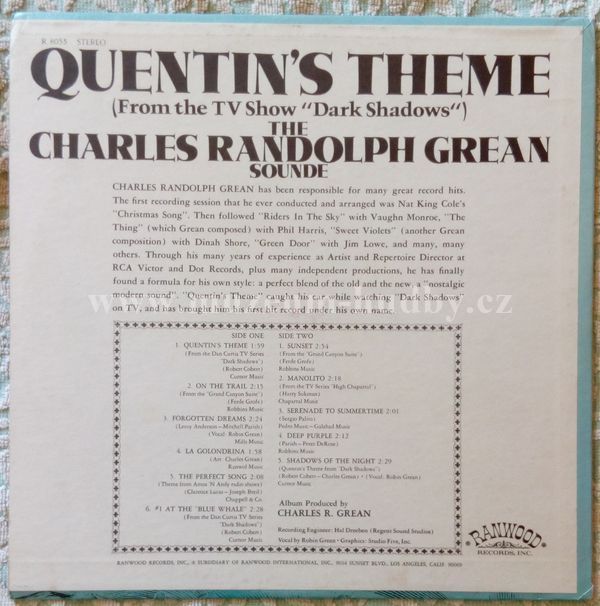 R 8055 STEREO
QUENTIN'S THEME
(From the TV Show "Dark Shadows")
THE
CHARLES RANDOLPH GREAN
SOUNDE
CHARLES RANDOLPH GREAN has been responsible for many great record hits.
The first recording session that he ever conducted and arranged was Nat King Cole's
"Christmas Song". Then followed "Riders In The Sky" with Vaughn Monroe, "The
Thing" (which Grean composed) with Phil Harris, "Sweet Violets" (another Grean
composition) with Dinah Shore, "Green Door" with Jim Lowe, and many, many
others. Through his many years of experience as Artist and Repertoire Director at
RCA Victor and Dot Records, plus many independent productions, he has finally
found a formula for his own style: a perfect blend of the old and the new, "nostalgic
modern sound". "Quentin's Theme" caught his ear while watching "Dark Shadows"
on TV, and has brought him his first hit record under his own name.
SIDE ONE
1. QUENTIN'S THEME 1:59
(From the Dan Curtis TV Series
"Dark Shadows")
(Robert Cobert)
Curnor Music
2. ON THE TRAIL 2:15
(From the "Grand Canyon Suite")
(Ferde Grofe)
Robbins Music
3. FORGOTTEN DREAMS 2:24
(Leroy Anderson—Mitchell Parish)
(Vocal: Robin Grean)
Mills Music
4. LA GOLONDRINA 1:58
(Arr. Charles Grean)
Ranwood Music
5. THE PERFECT SONG 2:08
(Theme from Amos 'N Andy radio shows)
(Clarence Lucas—Joseph Breil)
Chappell & Co.
6. #1 AT THE "BLUE WHALE" 2:28
(From the Dan Curtis TV Series
"Dark Shadows")
(Robert Cobert)
Curnor Music
SIDE TWO
1. SUNSET 2:54
(From the "Grand Canyon Suite")
(Ferde Grofe)
Robbins Music
2. MANOLITO 2:18
(From the TV Series "High Chaparral")
(Harry Sukman)
Chaparral Music
3. SERENADE TO SUMMERTIME 2:01
(Sergio Palito)
Pedro Music—Galahad Music
4. DEEP PURPLE 2:12
(Parish—Peter DeRose)
Robbins Music
5. SHADOWS OF THE NIGHT 2:29
(Quentin's Theme from "Dark Shadows")
(Robert Cobert—Charles Grean) • (Vocal: Robin Grean)
Curnor Music
Album Produced by
CHARLES R. GREAN
Recording Engineer: Hal Dreeben (Regent Sound Studios)
Vocal by Robin Grean • Graphics: Studio Five, Inc.
RANWOOD
RECORDS, INC.
RANWOOD RECORDS, INC., A SUBSIDIARY OF RANWOOD INTERNATIONAL, INC., 9034 SUNSET BLVD., LOS ANGELES, CALIF. 90069